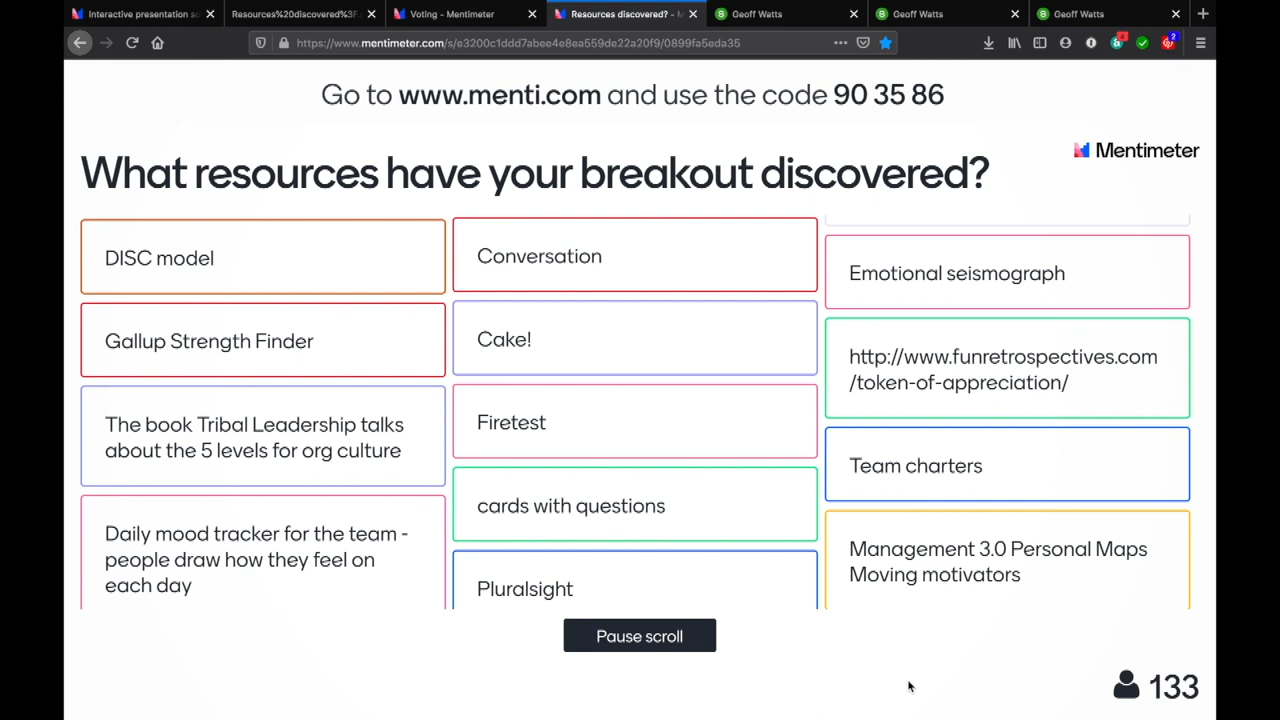 Interactive presentation so
Resources%20discovered%3F.
Voting - Mentimeter
Resources discovered? - M
Geoff Watts
Geoff Watts
Geoff Watts
https://www.mentimeter.com/s/e3200c1ddd7abee4e8ea559de22a20f9/0899fa5eda35
4
2
Go to www.menti.com and use the code 90 35 86
Mentimeter
What resources have your breakout discovered?
DISC model
Gallup Strength Finder
The book Tribal Leadership talks
about the 5 levels for org culture
Daily mood tracker for the team -
people draw how they feel on
each day
Conversation
Cake!
Firetest
cards with questions
Pluralsight
Emotional seismograph
http://www.funretrospectives.com
/token-of-appreciation/
Team charters
Management 3.0 Personal Maps
Moving motivators
Pause scroll
133